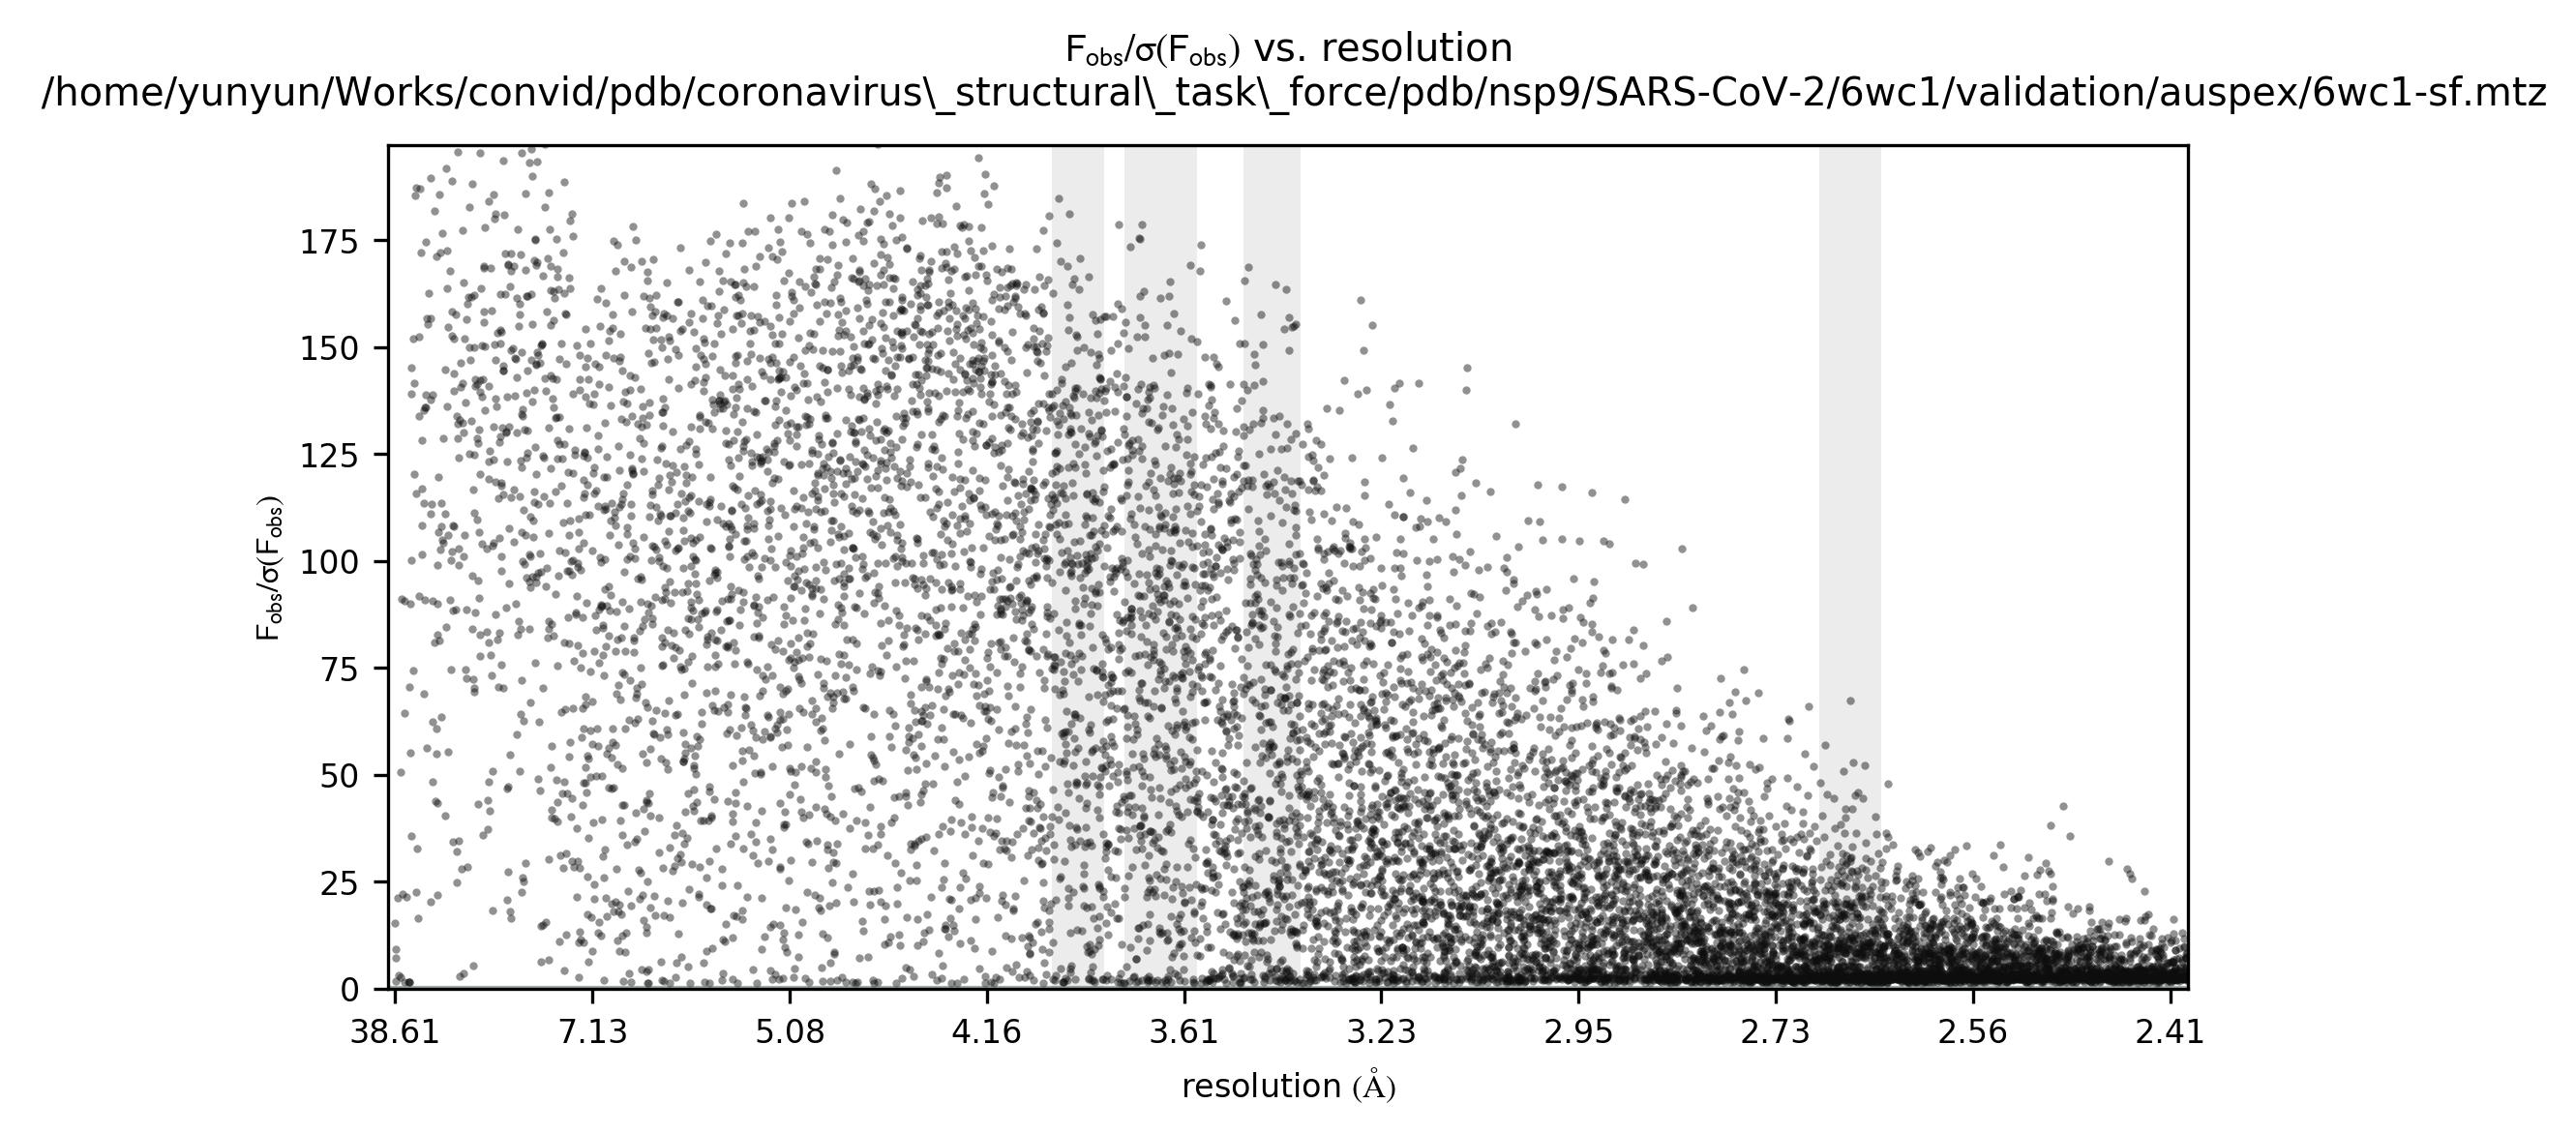 Fobs/σ(Fobs) vs. resolution
/home/yunyun/Works/convid/pdb/coronavirus\_structural\_task\_force/pdb/nsp9/SARS-CoV-2/6wc1/validation/auspex/6wc1-sf.mtz
Fobs/σ(Fobs)
175
150
125
100
75
50
25
0
38.61 7.13 5.08 4.16 3.61 3.23 2.95 2.73 2.56 2.41
resolution (Å)